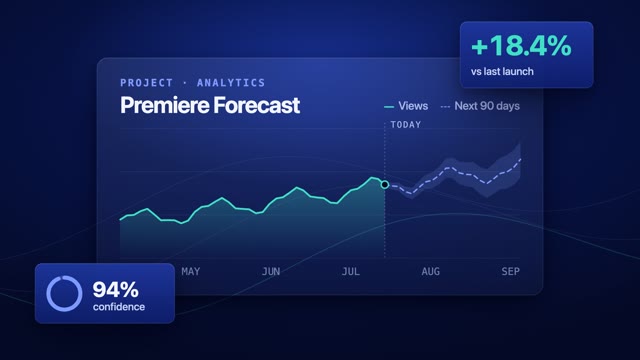 +18.4%
vs last launch
PROJECT · ANALYTICS
Premiere Forecast
Views
Next 90 days
TODAY
MAY JUN JUL AUG SEP
94%
confidence